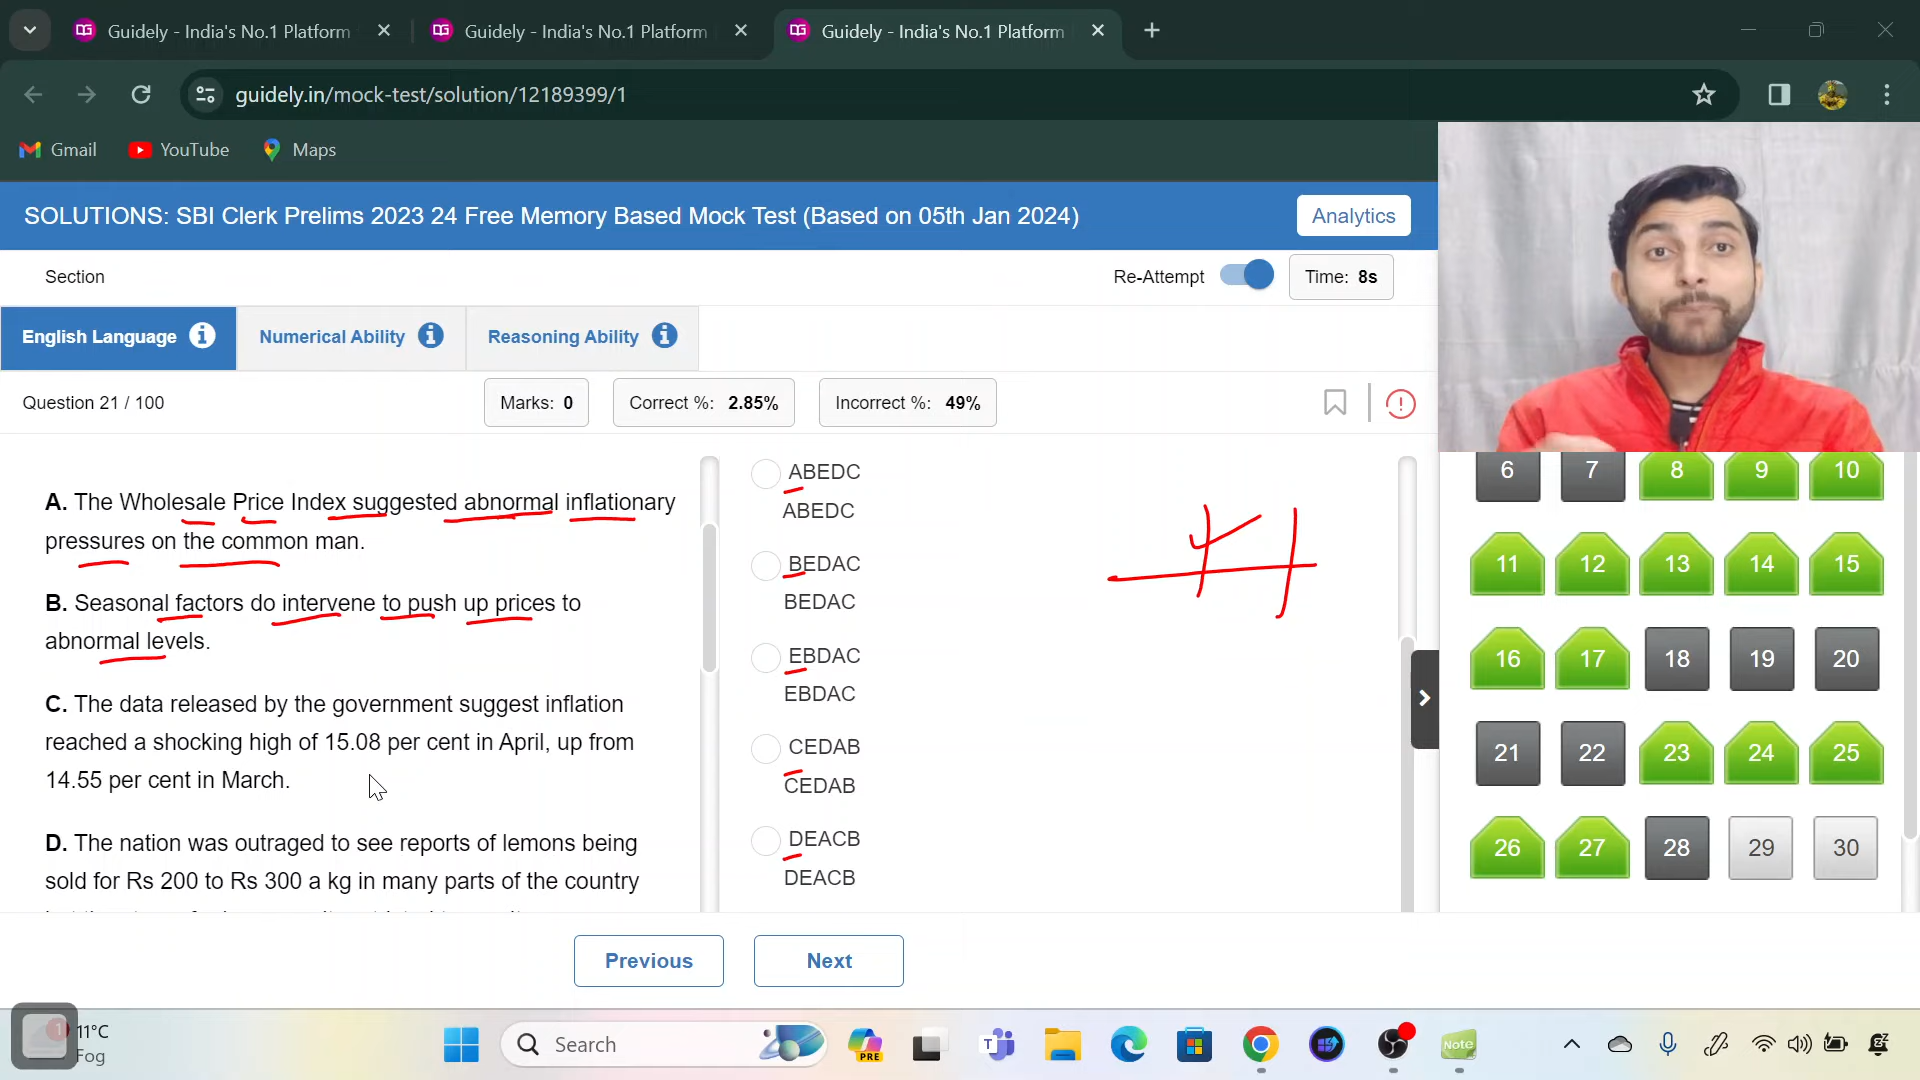 Guidely - India's No.1 Platform
Guidely - India's No.1 Platform
Guidely - India's No.1 Platform
guidely.in/mock-test/solution/12189399/1
Gmail
YouTube
Maps
SOLUTIONS: SBI Clerk Prelims 2023 24 Free Memory Based Mock Test (Based on 05th Jan 2024)
Analytics
Section
Re-Attempt
Time: 8s
English Language
Numerical Ability
Reasoning Ability
Question 21 / 100
Marks: 0
Correct %: 2.85%
Incorrect %: 49%
A. The Wholesale Price Index suggested abnormal inflationary
pressures on the common man.
B. Seasonal factors do intervene to push up prices to
abnormal levels.
C. The data released by the government suggest inflation
reached a shocking high of 15.08 per cent in April, up from
14.55 per cent in March.
D. The nation was outraged to see reports of lemons being
sold for Rs 200 to Rs 300 a kg in many parts of the country
ABEDC
ABEDC
BEDAC
BEDAC
EBDAC
EBDAC
CEDAB
CEDAB
DEACB
DEACB
6 7 8 9 10
11 12 13 14 15
16 17 18 19 20
21 22 23 24 25
26 27 28 29 30
Previous
Next
1
11°C
Fog
Search
PRE
T
Note